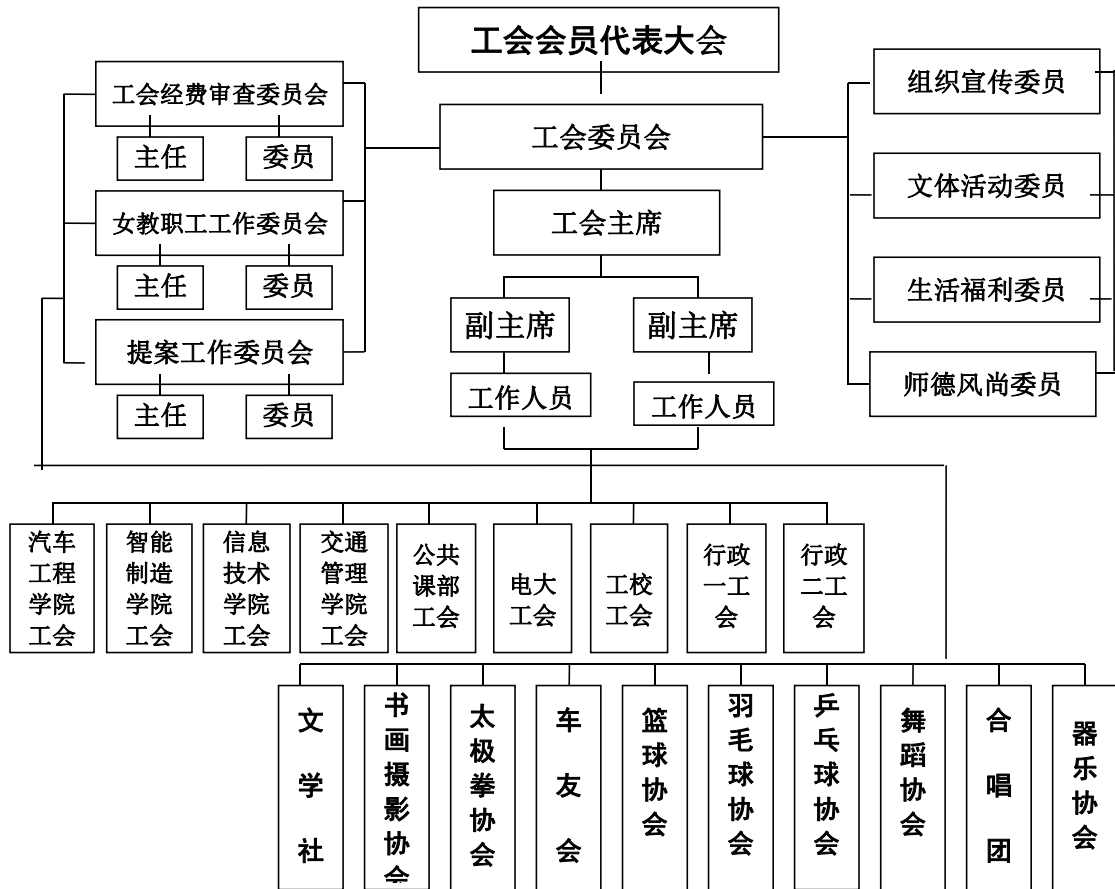 工会会员代表大会
工会经费审查委员会
主任
委员
女教职工工作委员会
主任
委员
提案工作委员会
主任
委员
工会委员会
工会主席
副主席
副主席
工作人员
工作人员
组织宣传委员
文体活动委员
生活福利委员
师德风尚委员
汽车
工程
学院
工会
智能
制造
学院
工会
信息
技术
学院
工会
交通
管理
学院
工会
公共
课部
工会
电大
工会
工校
工会
行政
一工
会
行政
二工
会
文学社
书画摄影协会
太极拳协会
车友会
篮球协会
羽毛球协会
乒乓球协会
舞蹈协会
合唱团
器乐协会